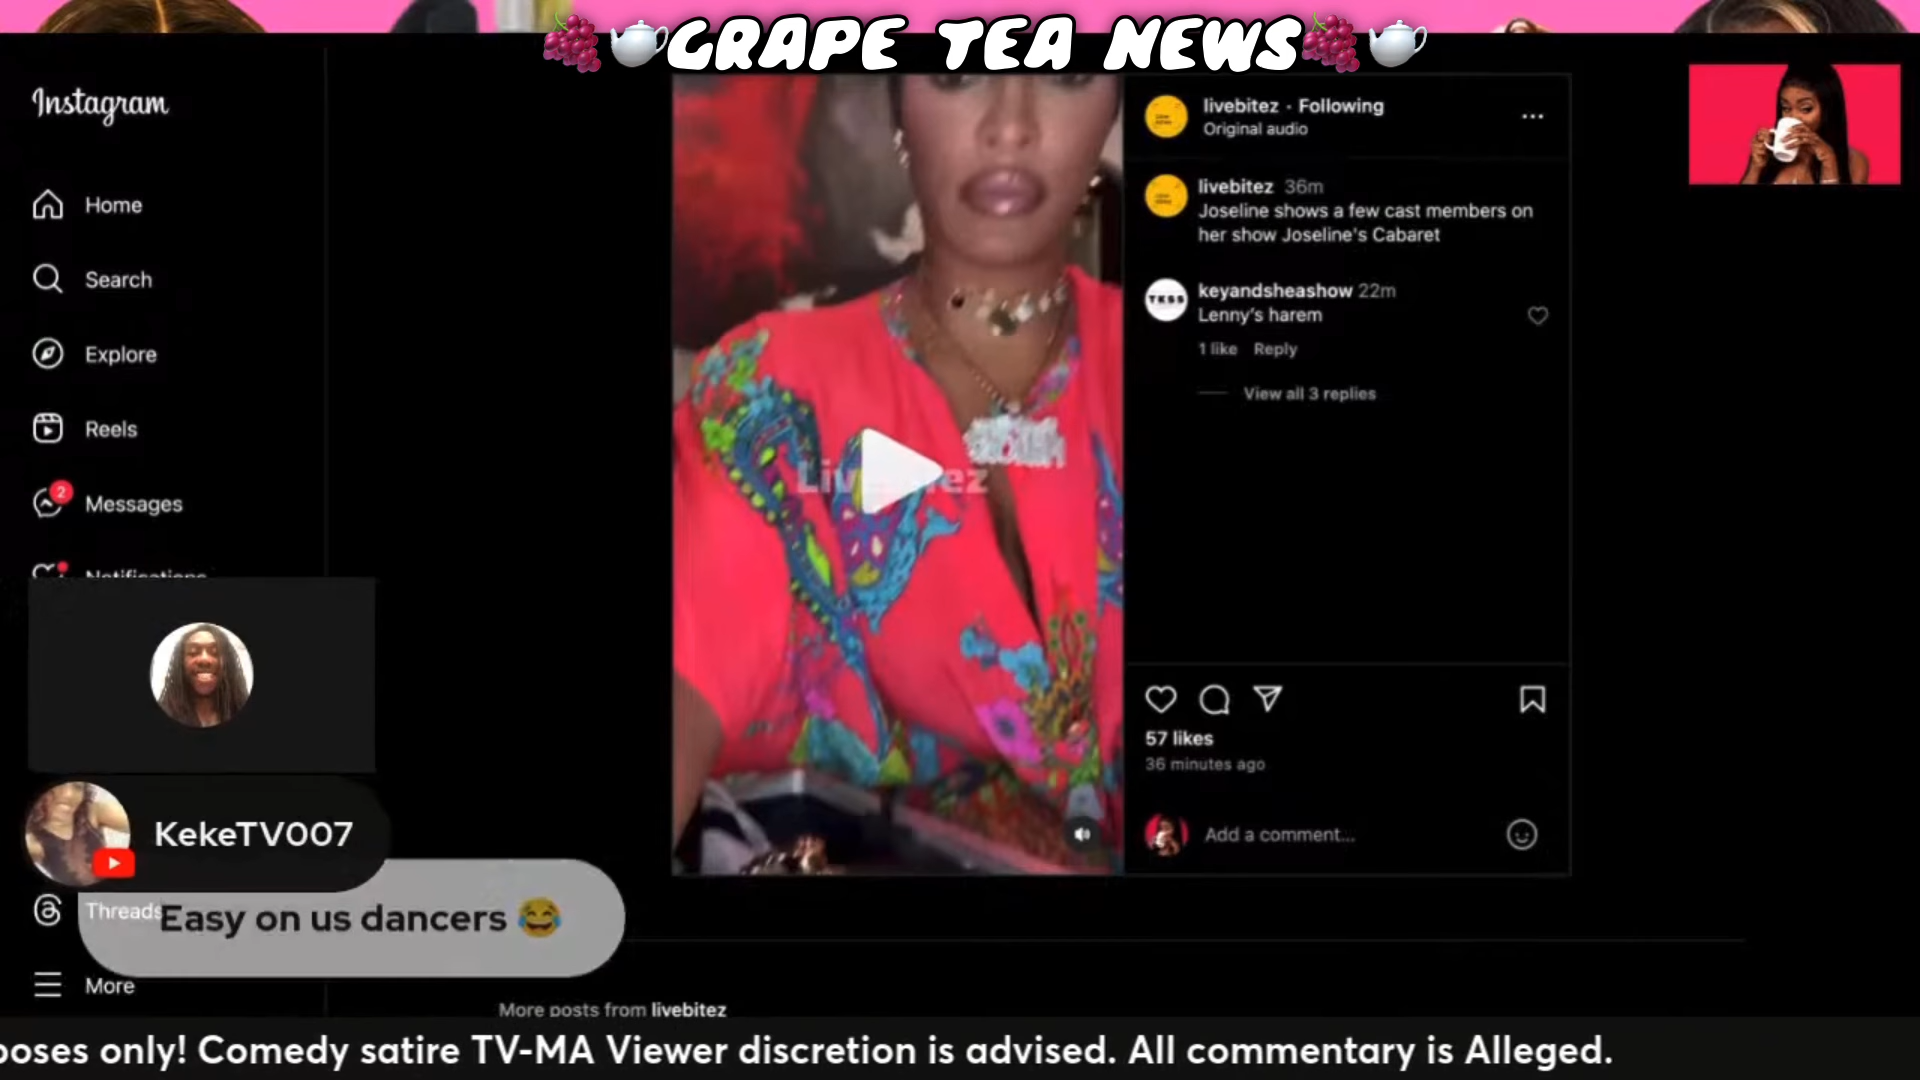 🍇🫖GRAPE TEA NEWS🍇🫖
Instagram
Home
Search
Explore
Reels
2
Messages
Notifications
KekeTV007
Threads
Easy on us dancers 😂
More
livebitez • Following
Original audio
livebitez 36m
Joseline shows a few cast members on
her show Joseline's Cabaret
TKSS
keyandsheashow 22m
Lenny's harem
1 like Reply
View all 3 replies
57 likes
36 minutes ago
Add a comment...
More posts from livebitez
poses only! Comedy satire TV-MA Viewer discretion is advised. All commentary is Alleged.